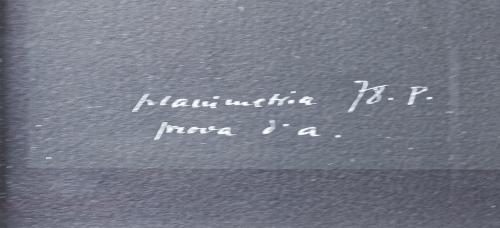 planimetria 78. P.
prova d'a.